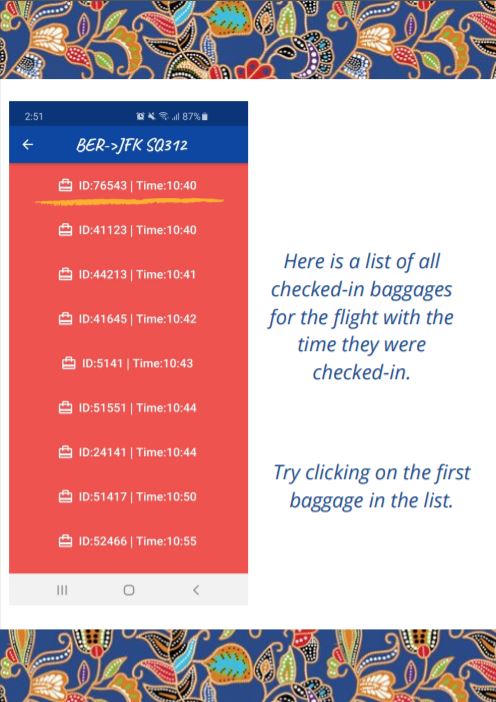 2:51 87%
BER->JFK SQ312
ID:76543 | Time:10:40
ID:41123 | Time:10:40
ID:44213 | Time:10:41
ID:41645 | Time:10:42
ID:5141 | Time:10:43
ID:51551 | Time:10:44
ID:24141 | Time:10:44
ID:51417 | Time:10:50
ID:52466 | Time:10:55
Here is a list of all
checked-in baggages
for the flight with the
time they were
checked-in.
Try clicking on the first
baggage in the list.